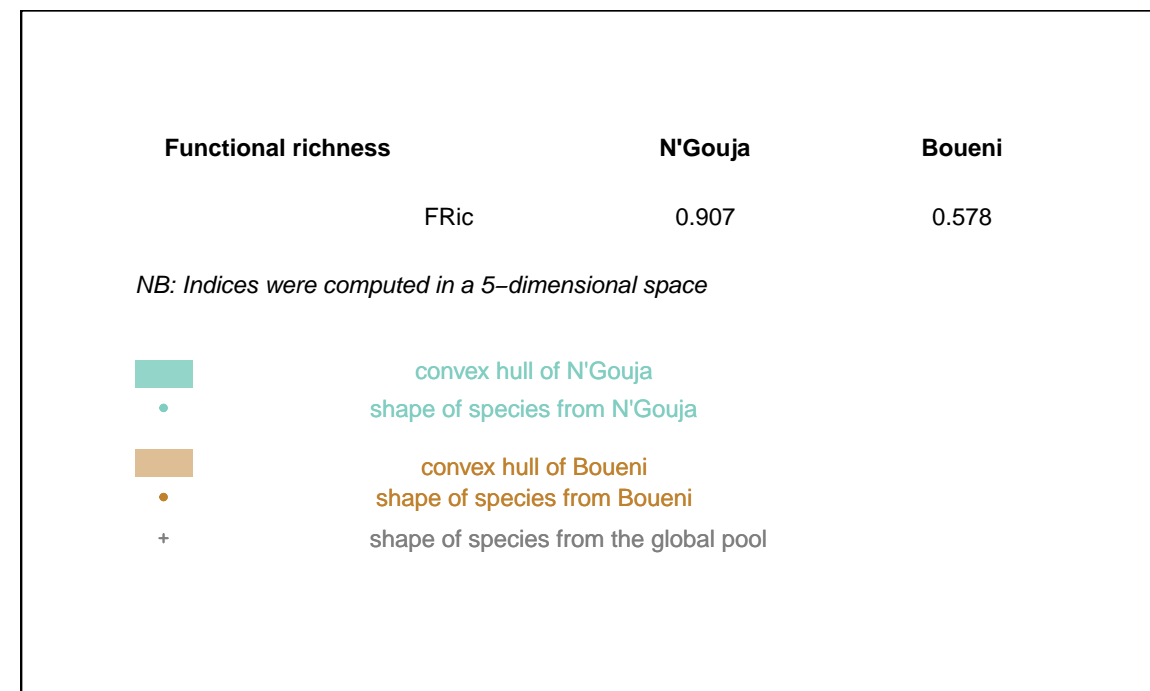 Functional richness N'Gouja Boueni
FRic 0.907 0.578
NB: Indices were computed in a 5−dimensional space
convex hull of N'Gouja
shape of species from N'Gouja
convex hull of Boueni
shape of species from Boueni
shape of species from the global pool